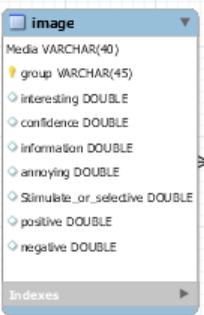 image
Media VARCHAR(40)
group VARCHAR(45)
interesting DOUBLE
confidence DOUBLE
information DOUBLE
annoying DOUBLE
Stimulate_or_selective DOUBLE
positive DOUBLE
negative DOUBLE
Indexes